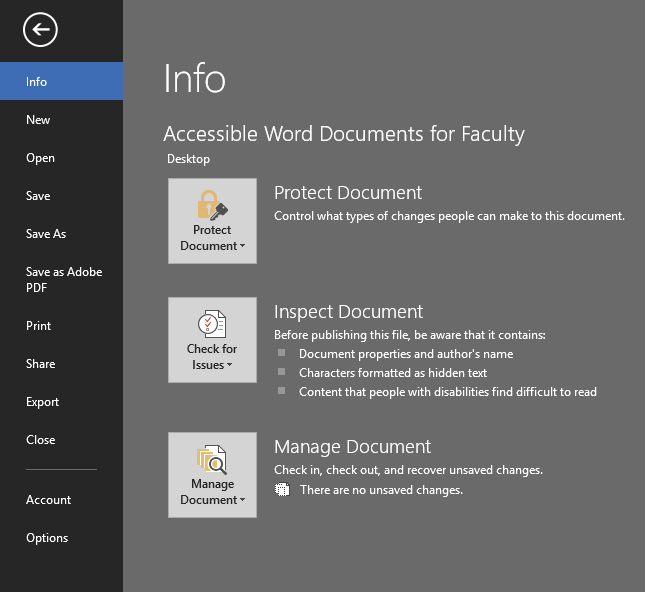 Info
New
Open
Save
Save As
Save as Adobe
PDF
Print
Share
Export
Close
Account
Options
Info
Accessible Word Documents for Faculty
Desktop
Protect
Document
Protect Document
Control what types of changes people can make to this document.
Check for
Issues
Inspect Document
Before publishing this file, be aware that it contains:
Document properties and author's name
Characters formatted as hidden text
Content that people with disabilities find difficult to read
Manage
Document
Manage Document
Check in, check out, and recover unsaved changes.
There are no unsaved changes.